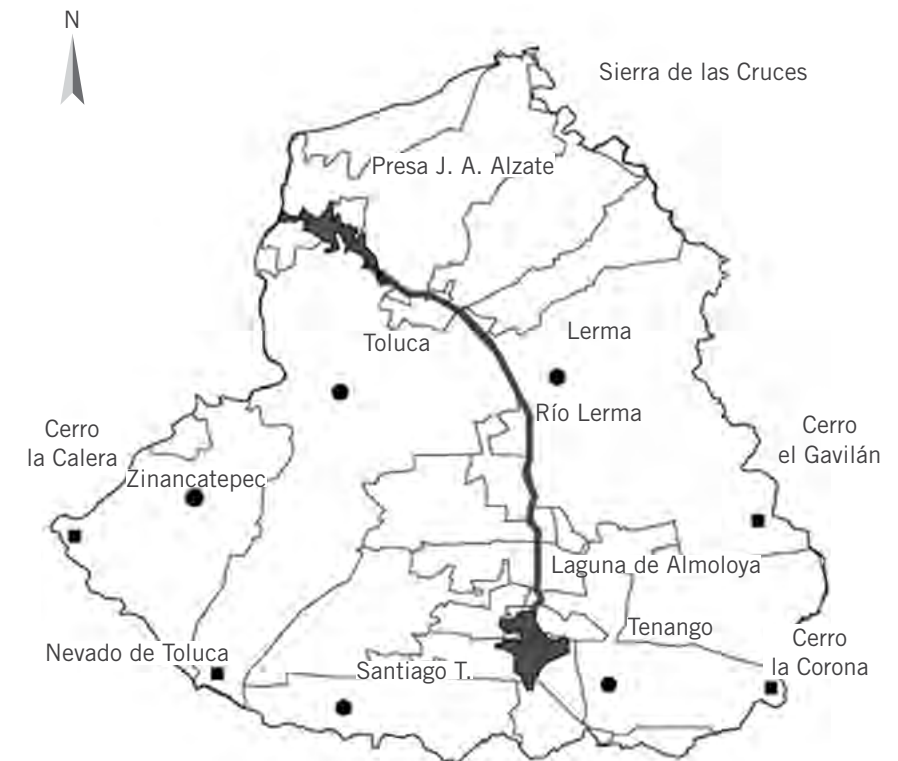 N
Sierra de las Cruces
Presa J. A. Alzate
Toluca
Lerma
Río Lerma
Cerro
la Calera
Cerro
el Gavilán
Zinancatepec
Laguna de Almoloya
Tenango
Nevado de Toluca
Cerro
la Corona
Santiago T.